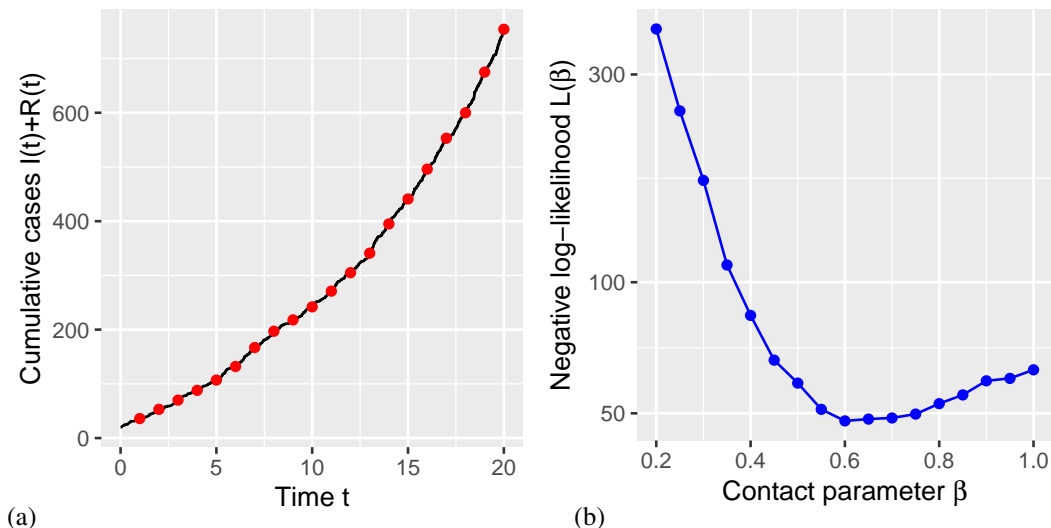 Cumulative cases I(t)+R(t)
600
400
200
0
0 5 10 15 20
Time t
(a)
Negative log−likelihood L(β)
300
100
50
0.2 0.4 0.6 0.8 1.0
Contact parameter β
(b)